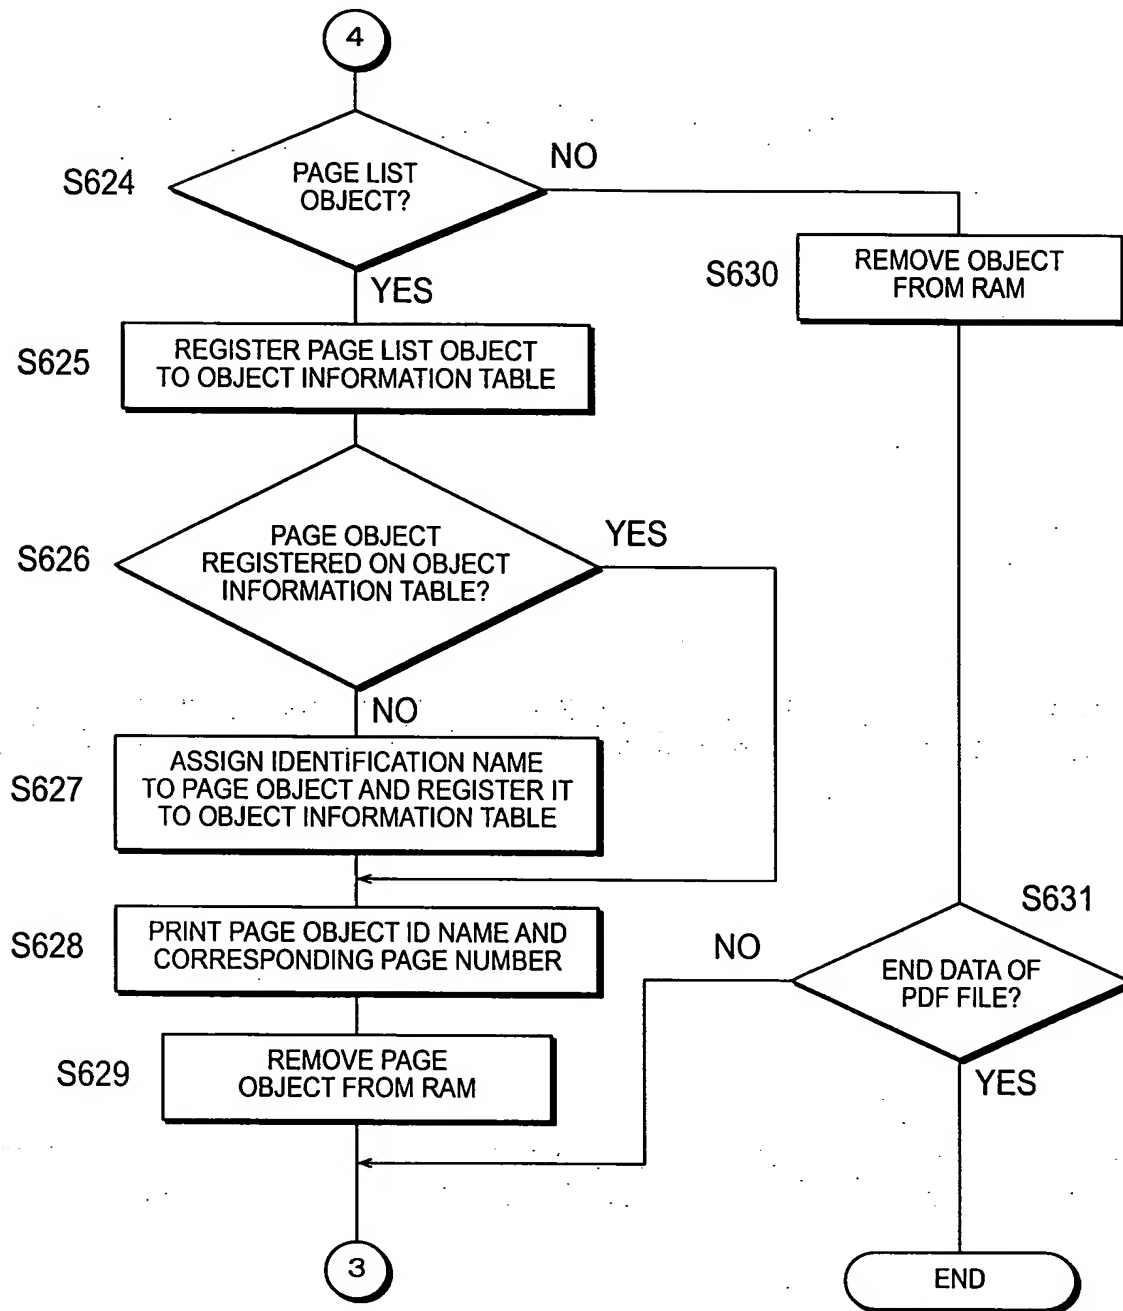 4
S624
PAGE LIST
OBJECT?
NO
YES
S630
REMOVE OBJECT
FROM RAM
S625
REGISTER PAGE LIST OBJECT
TO OBJECT INFORMATION TABLE
S626
PAGE OBJECT
REGISTERED ON OBJECT
INFORMATION TABLE?
YES
NO
S627
ASSIGN IDENTIFICATION NAME
TO PAGE OBJECT AND REGISTER IT
TO OBJECT INFORMATION TABLE
S628
PRINT PAGE OBJECT ID NAME AND
CORRESPONDING PAGE NUMBER
S631
END DATA OF
PDF FILE?
NO
YES
S629
REMOVE PAGE
OBJECT FROM RAM
3
END